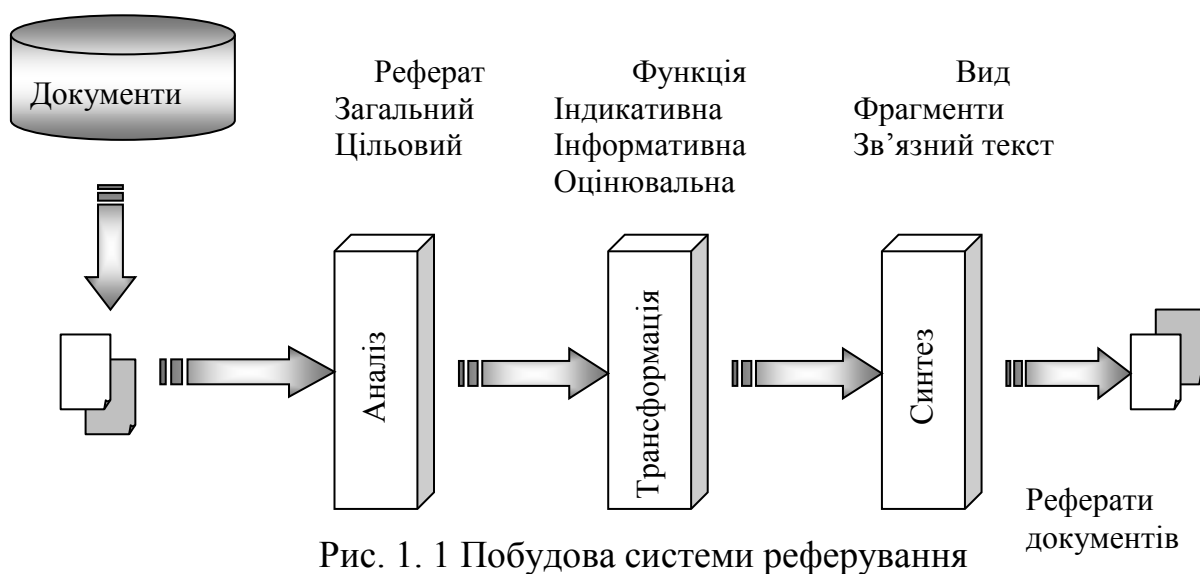 Документи
Реферат
Загальний
Цільовий
Функція
Індикативна
Інформативна
Оцінювальна
Вид
Фрагменти
Зв’язний текст
Аналіз
Трансформація
Синтез
Реферати
документів
Рис. 1. 1 Побудова системи реферування